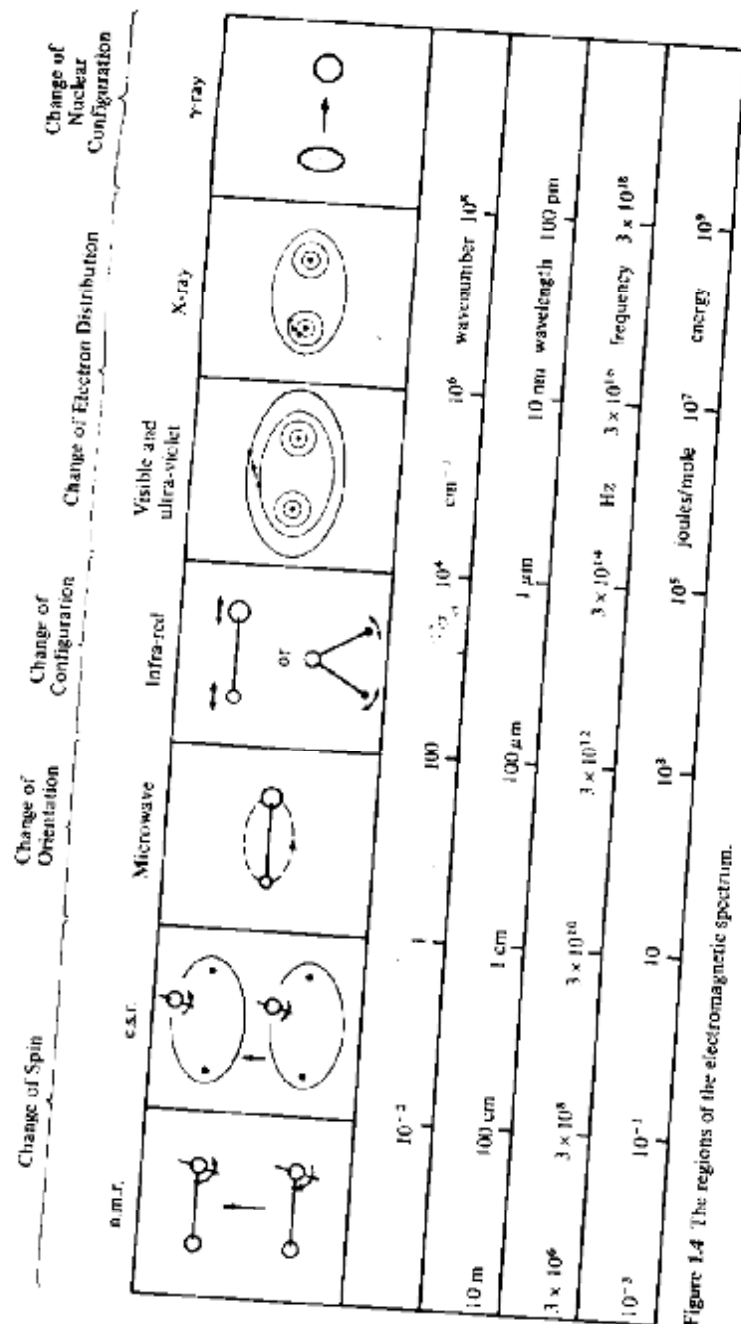 Change of Spin
Change of Orientation
Change of Configuration
Change of Electron Distribution
Change of Nuclear Configuration
n.m.r.
e.s.r.
Microwave
Infra-red
Visible and ultra-violet
X-ray
γ-ray
or
10⁻² 1 100 10⁴ cm⁻¹ 10⁶ wavenumber 10⁸
10 m 100 cm 1 cm 100 μm 1 μm 10 nm wavelength 100 pm
3 x 10⁶ 3 x 10⁸ 3 x 10¹⁰ 3 x 10¹² 3 x 10¹⁴ Hz 3 x 10¹⁶ frequency 3 x 10¹⁸
10⁻³ 10⁻¹ 10 10³ 10⁵ joules/mole 10⁷ energy 10⁹
Figure 1.4 The regions of the electromagnetic spectrum.